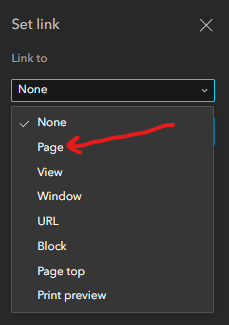 Set link
Link to
None
None
Page
View
Window
URL
Block
Page top
Print preview